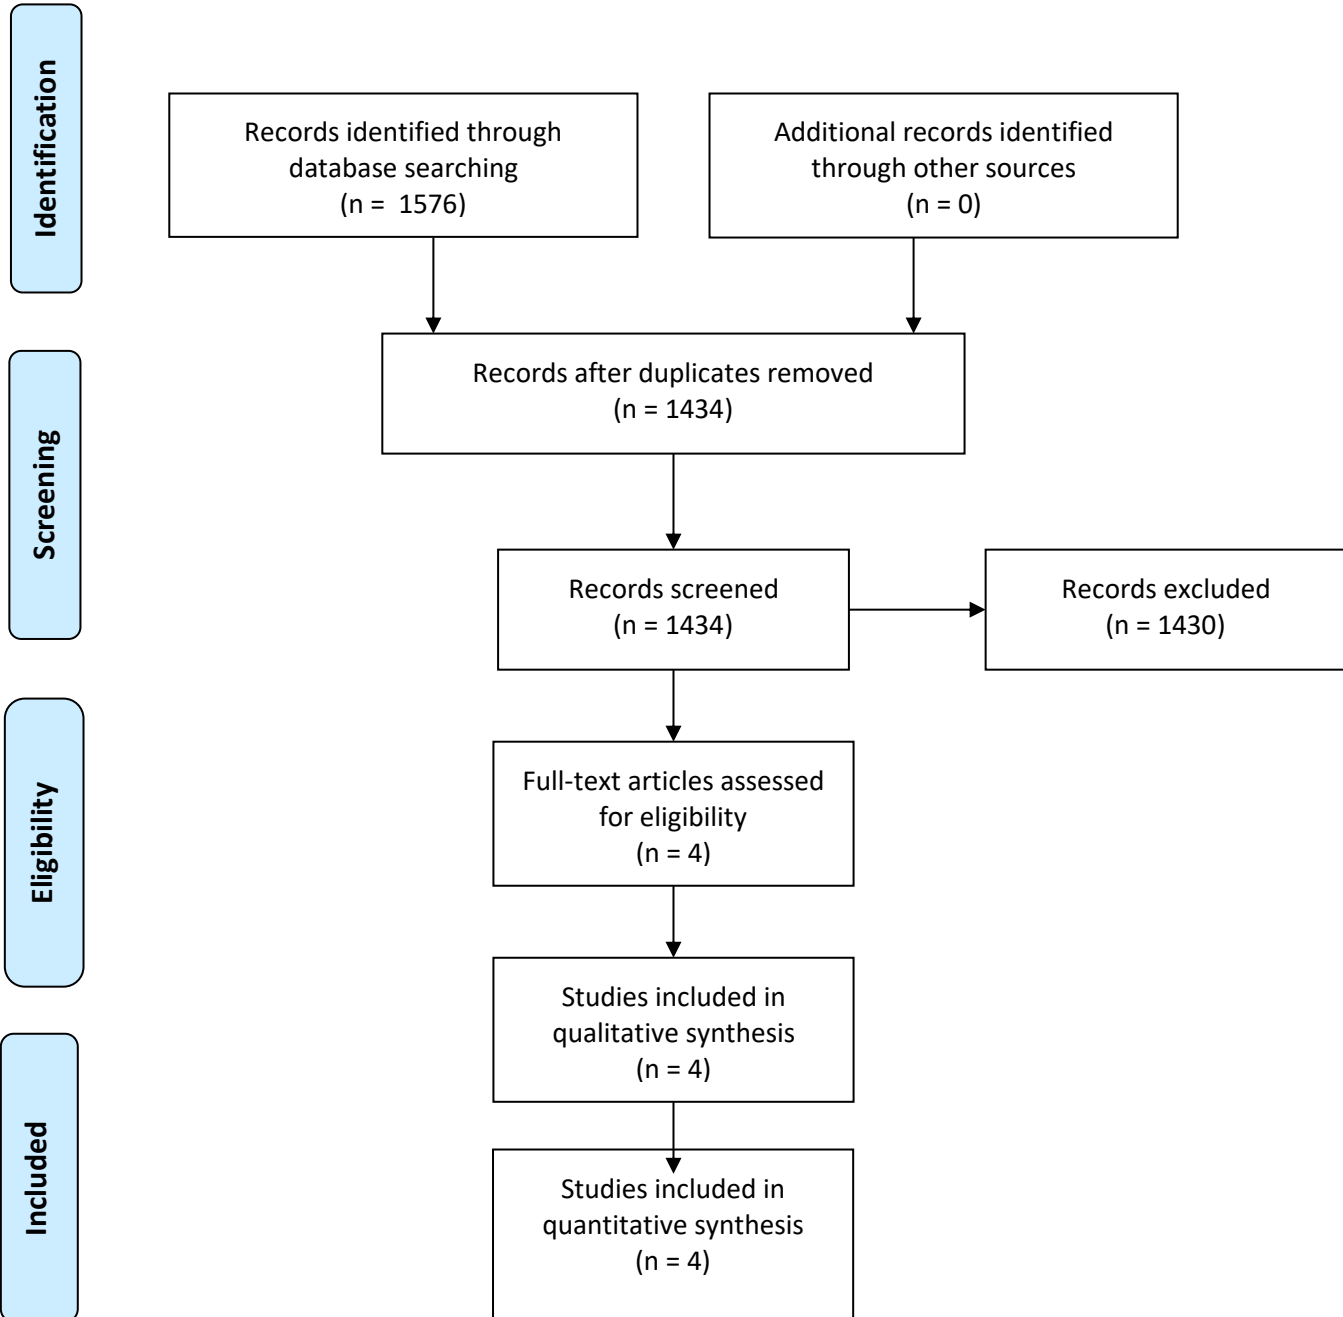 Identification
Records identified through
database searching
(n =  1576)
Additional records identified
through other sources
(n = 0)
Records after duplicates removed
(n = 1434)
Screening
Records screened
(n = 1434)
Records excluded
(n = 1430)
Eligibility
Full-text articles assessed
for eligibility
(n = 4)
Studies included in
qualitative synthesis
(n = 4)
Included
Studies included in
quantitative synthesis
(n = 4)